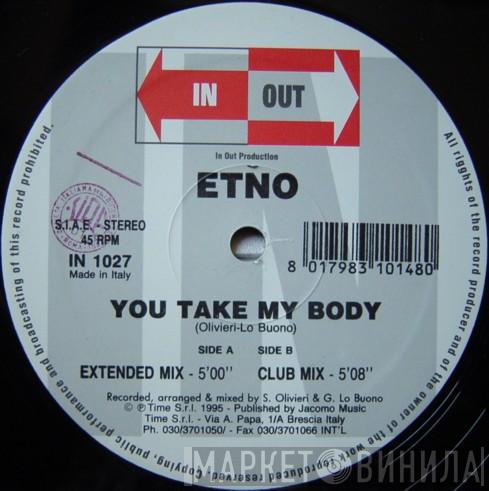 IN OUT
In Out Production
ETNO
S.I.A.E. - STEREO
45 RPM
IN 1027
Made in Italy
8 017983 101480
YOU TAKE MY BODY
(Olivieri-Lo Buono)
SIDE A SIDE B
EXTENDED MIX - 5'00" CLUB MIX - 5'08"
Recorded, arranged & mixed by S. Olivieri & G. Lo Buono
© ℗ Time S.r.l. 1995 - Published by Jacomo Music
Time S.r.l. - Via A. Papa, 1/A Brescia Italy
Ph. 030/3701050/ - Fax 030/3701066 INT'L
All rigghts of the record producer and of the owner of the work reproduced reserved. Copying, public performance and broadcasting of this record prohibited.
МАРКЕТ ВИНИЛА